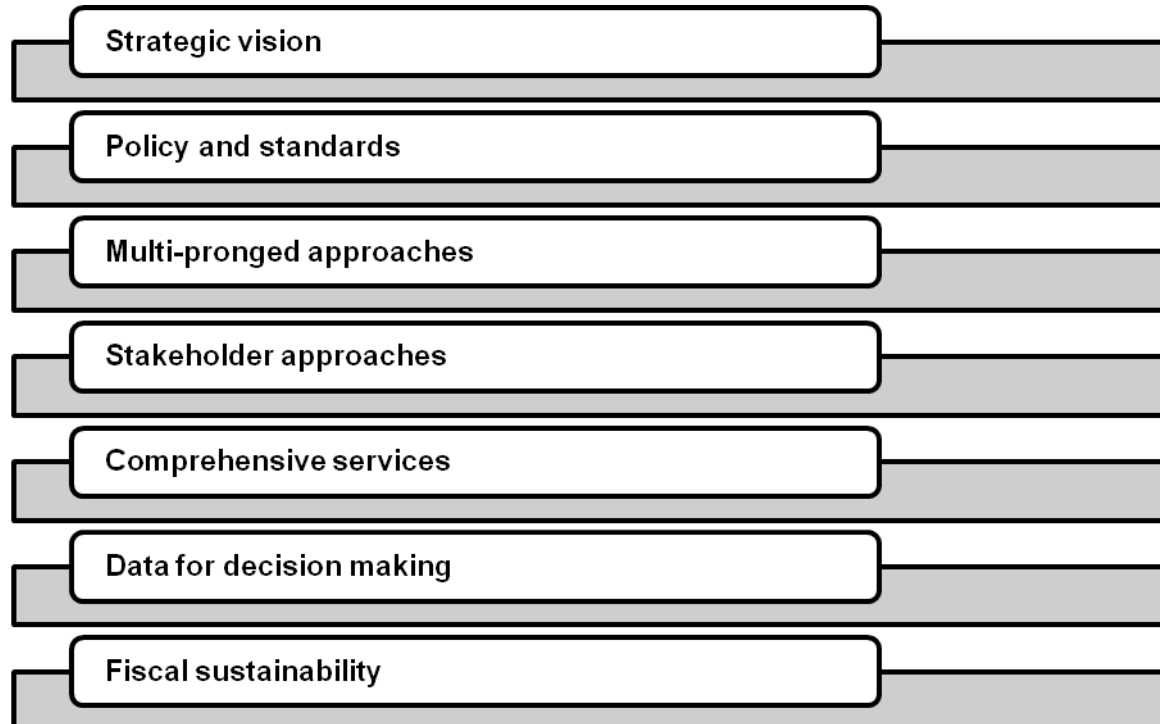 Strategic vision
Policy and standards
Multi-pronged approaches
Stakeholder approaches
Comprehensive services
Data for decision making
Fiscal sustainability